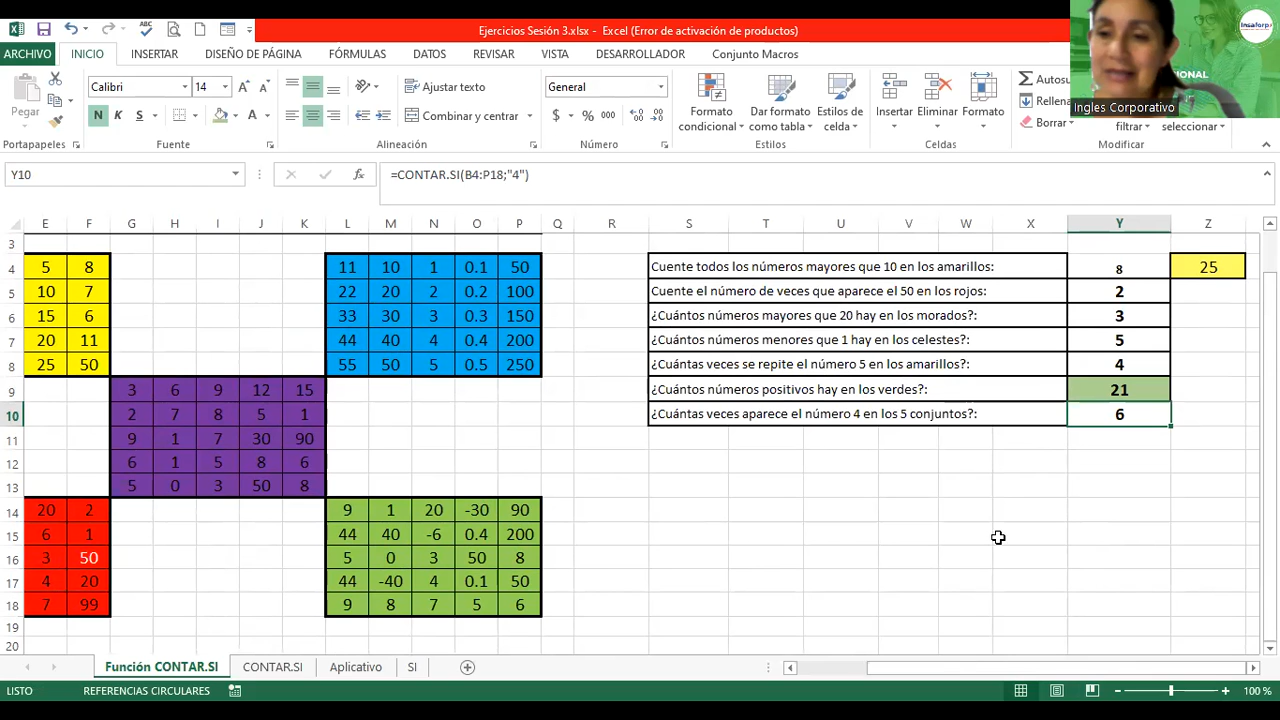 Ejercicios Sesión 3.xlsx - Excel (Error de activación de productos)
Insaforp
ARCHIVO INICIO INSERTAR DISEÑO DE PÁGINA FÓRMULAS DATOS REVISAR VISTA DESARROLLADOR Conjunto Macros
IONAL
Ingles Corporativo
Pegar
Calibri 14
N K S
Ajustar texto
Combinar y centrar
General
$ % 000
Formato condicional
Dar formato como tabla
Estilos de celda
Insertar
Eliminar
Formato
Autosu
Rellena
Borrar
filtrar
seleccionar
Portapapeles Fuente Alineación Número Estilos Celdas Modificar
Y10 fx =CONTAR.SI(B4:P18;"4")
E F G H I J K L M N O P Q R S T U V W X Y Z
3
4 5 8 11 10 1 0.1 50 Cuente todos los números mayores que 10 en los amarillos: 8 25
5 10 7 22 20 2 0.2 100 Cuente el número de veces que aparece el 50 en los rojos: 2
6 15 6 33 30 3 0.3 150 ¿Cuántos números mayores que 20 hay en los morados?: 3
7 20 11 44 40 4 0.4 200 ¿Cuántos números menores que 1 hay en los celestes?: 5
8 25 50 55 50 5 0.5 250 ¿Cuántas veces se repite el número 5 en los amarillos?: 4
9 3 6 9 12 15 ¿Cuántos números positivos hay en los verdes?: 21
10 2 7 8 5 1 ¿Cuántas veces aparece el número 4 en los 5 conjuntos?: 6
11 9 1 7 30 90
12 6 1 5 8 6
13 5 0 3 50 8
14 20 2 9 1 20 -30 90
15 6 1 44 40 -6 0.4 200
16 3 50 5 0 3 50 8
17 4 20 44 -40 4 0.1 50
18 7 99 9 8 7 5 6
19
20
Función CONTAR.SI CONTAR.SI Aplicativo SI
LISTO REFERENCIAS CIRCULARES 100 %